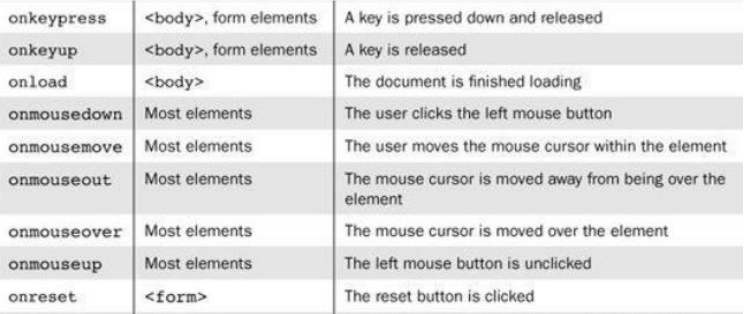 onkeypress <body>, form elements A key is pressed down and released
onkeyup <body>, form elements A key is released
onload <body> The document is finished loading
onmousedown Most elements The user clicks the left mouse button
onmousemove Most elements The user moves the mouse cursor within the element
onmouseout Most elements The mouse cursor is moved away from being over the
element
onmouseover Most elements The mouse cursor is moved over the element
onmouseup Most elements The left mouse button is unclicked
onreset <form> The reset button is clicked